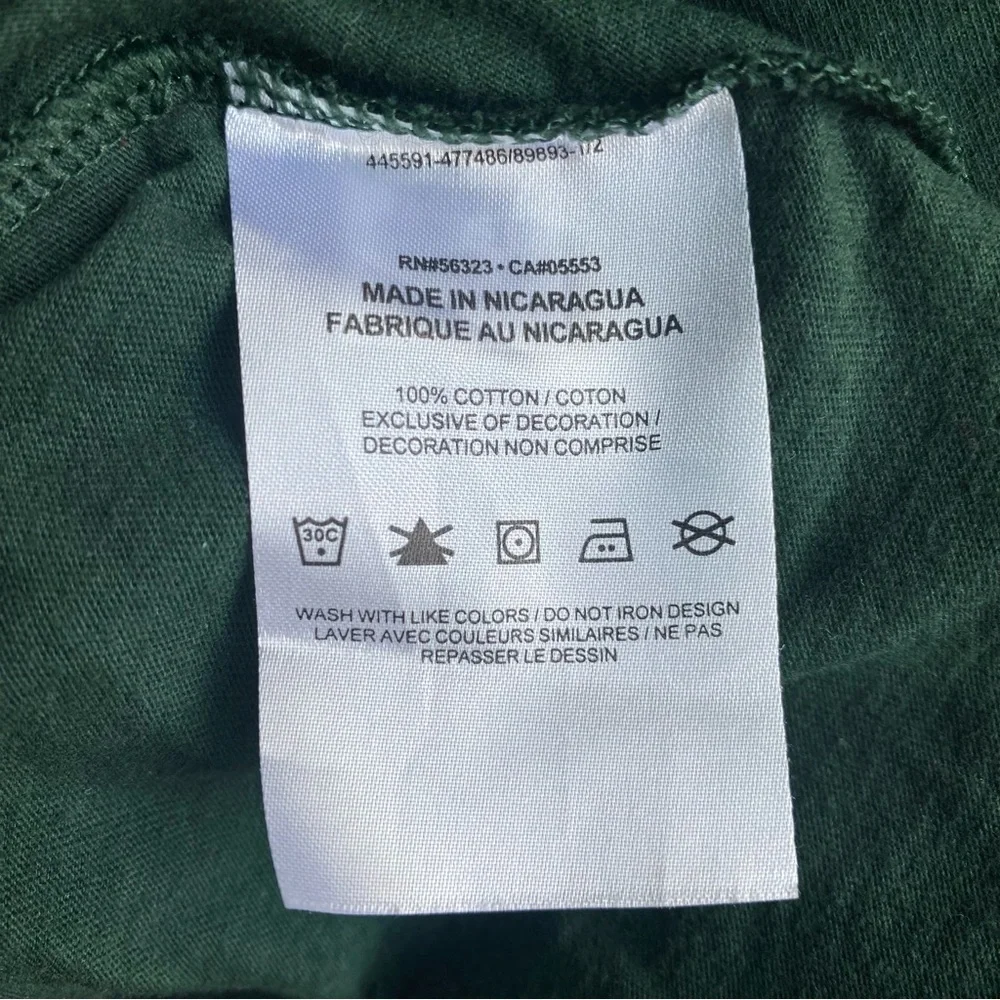 445591-477486/89893-1/2
RN#56323 • CA#05553
MADE IN NICARAGUA
FABRIQUE AU NICARAGUA
100% COTTON / COTON
EXCLUSIVE OF DECORATION /
DECORATION NON COMPRISE
30C
WASH WITH LIKE COLORS / DO NOT IRON DESIGN
LAVER AVEC COULEURS SIMILAIRES / NE PAS
REPASSER LE DESSIN